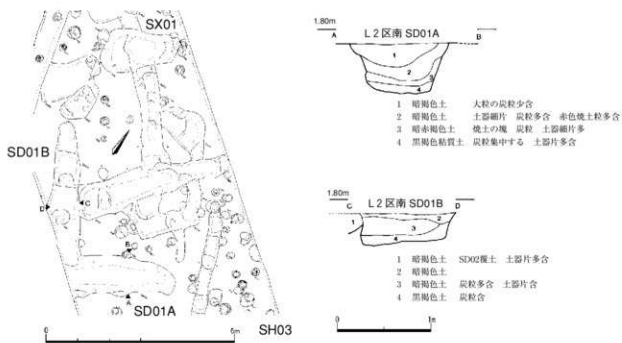 SX01
SD01B
D
C
B
A
SD01A
0
6m
SH03
1.80m
A
L2区南 SD01A
B
1
2
3
4
1 暗褐色土 大粒の炭粒少含
2 暗褐色土 土器細片 炭粒多含 赤色焼土粒多含
3 暗赤褐色土 焼土の塊 炭粒 土器細片多
4 黒褐色粘質土 炭粒集中する 土器片多含
1.80m
C
L2区南 SD01B
D
1
2
3
4
1 暗褐色土 SD02覆土 土器片多含
2 暗褐色土
3 暗褐色土 炭粒多含 土器片含
4 黒褐色土 炭粒含
0
1m